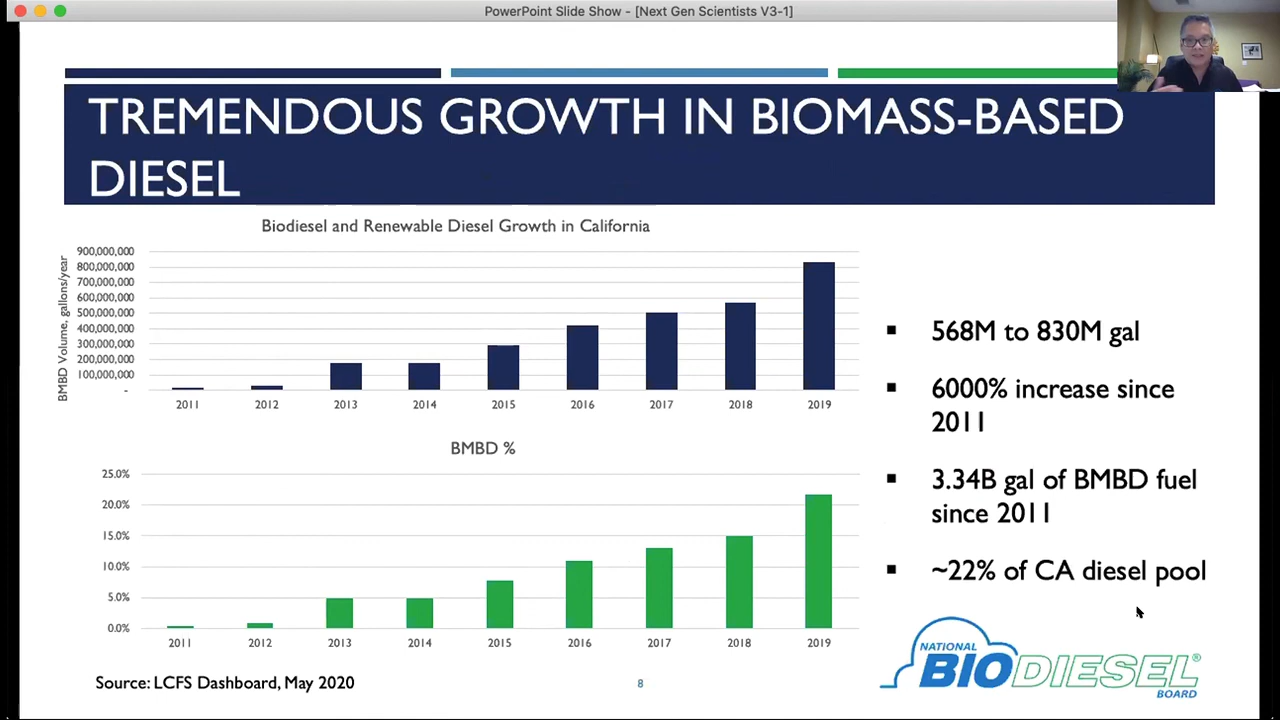 PowerPoint Slide Show - [Next Gen Scientists V3-1]
TREMENDOUS GROWTH IN BIOMASS-BASED
DIESEL
Biodiesel and Renewable Diesel Growth in California
BMBD Volume, gallons/year
900,000,000
800,000,000
700,000,000
600,000,000
500,000,000
400,000,000
300,000,000
200,000,000
100,000,000
-
2011 2012 2013 2014 2015 2016 2017 2018 2019
BMBD %
25.0%
20.0%
15.0%
10.0%
5.0%
0.0%
2011 2012 2013 2014 2015 2016 2017 2018 2019
▪ 568M to 830M gal
▪ 6000% increase since
2011
▪ 3.34B gal of BMBD fuel
since 2011
▪ ~22% of CA diesel pool
NATIONAL
BIODIESEL®
BOARD
Source: LCFS Dashboard, May 2020
8